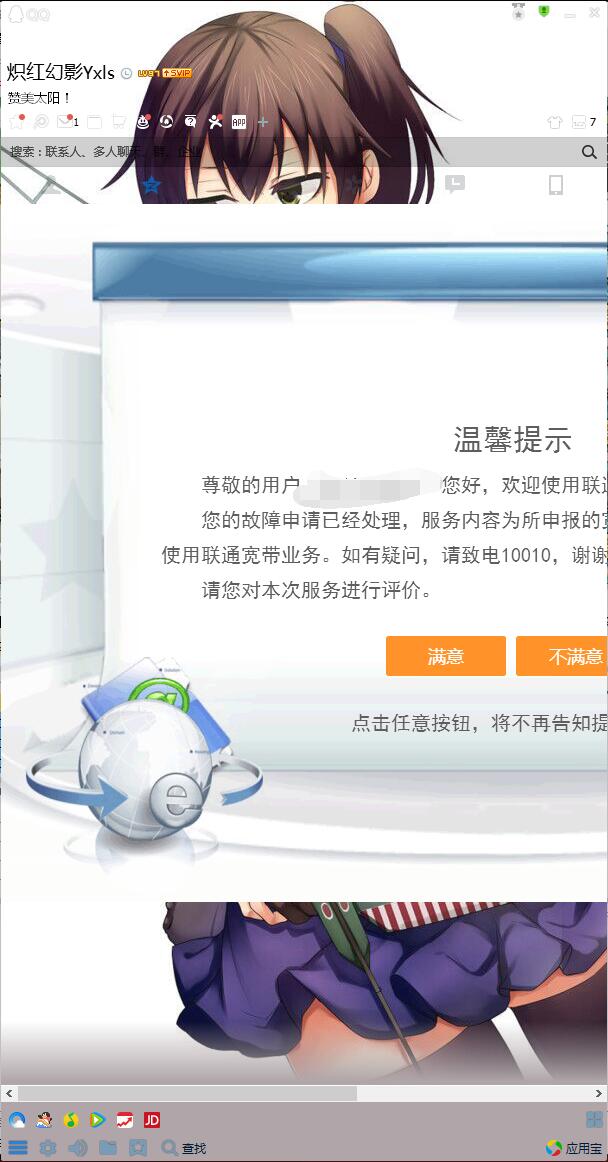 QQ
炽红幻影Yxls LV87 SVIP
赞美太阳！
1
APP
7
搜索：联系人、多人聊天、群、企业
温馨提示
尊敬的用户 您好，欢迎使用联
您的故障申请已经处理，服务内容为所申报的
使用联通宽带业务。如有疑问，请致电10010，谢谢
请您对本次服务进行评价。
满意
不满意
点击任意按钮，将不再告知提
e
JD
查找
应用宝